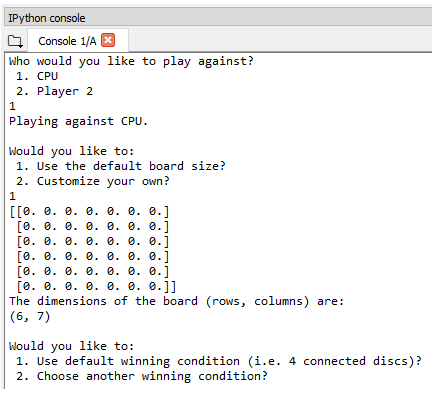 IPython console
Console 1/A
Who would you like to play against?
1. CPU
2. Player 2
1
Playing against CPU.
Would you like to:
1. Use the default board size?
2. Customize your own?
1
[[0. 0. 0. 0. 0. 0. 0.]
[0. 0. 0. 0. 0. 0. 0.]
[0. 0. 0. 0. 0. 0. 0.]
[0. 0. 0. 0. 0. 0. 0.]
[0. 0. 0. 0. 0. 0. 0.]
[0. 0. 0. 0. 0. 0. 0.]]
The dimensions of the board (rows, columns) are:
(6, 7)
Would you like to:
1. Use default winning condition (i.e. 4 connected discs)?
2. Choose another winning condition?